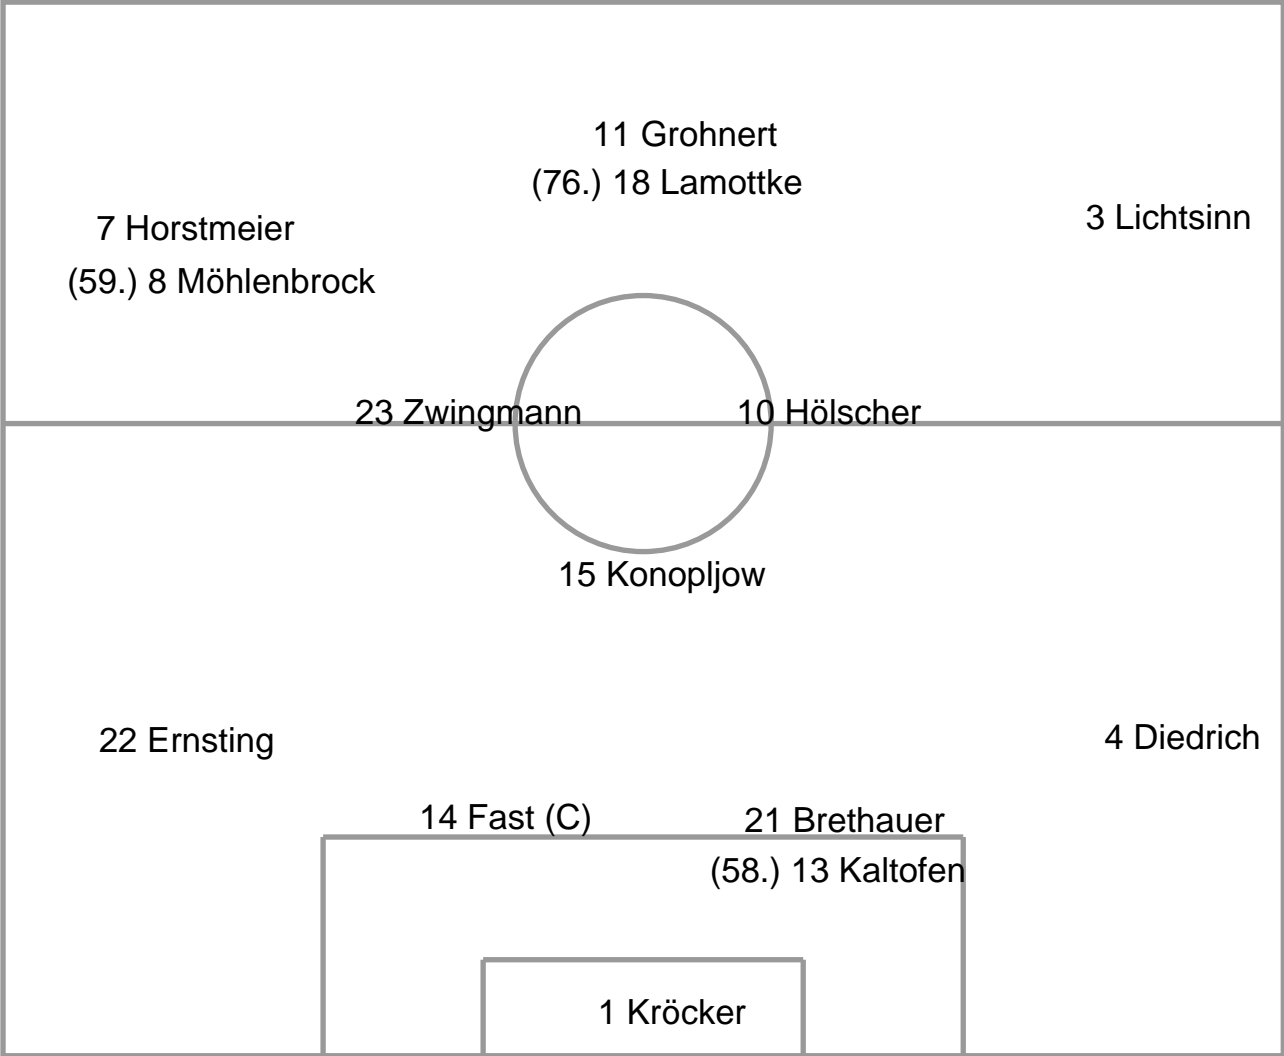 11 Grohnert
(76.) 18 Lamottke
7 Horstmeier
(59.) 8 Möhlenbrock
3 Lichtsinn
23 Zwingmann
10 Hölscher
15 Konopljow
22 Ernsting
4 Diedrich
14 Fast (C)
21 Brethauer
(58.) 13 Kaltofen
1 Kröcker